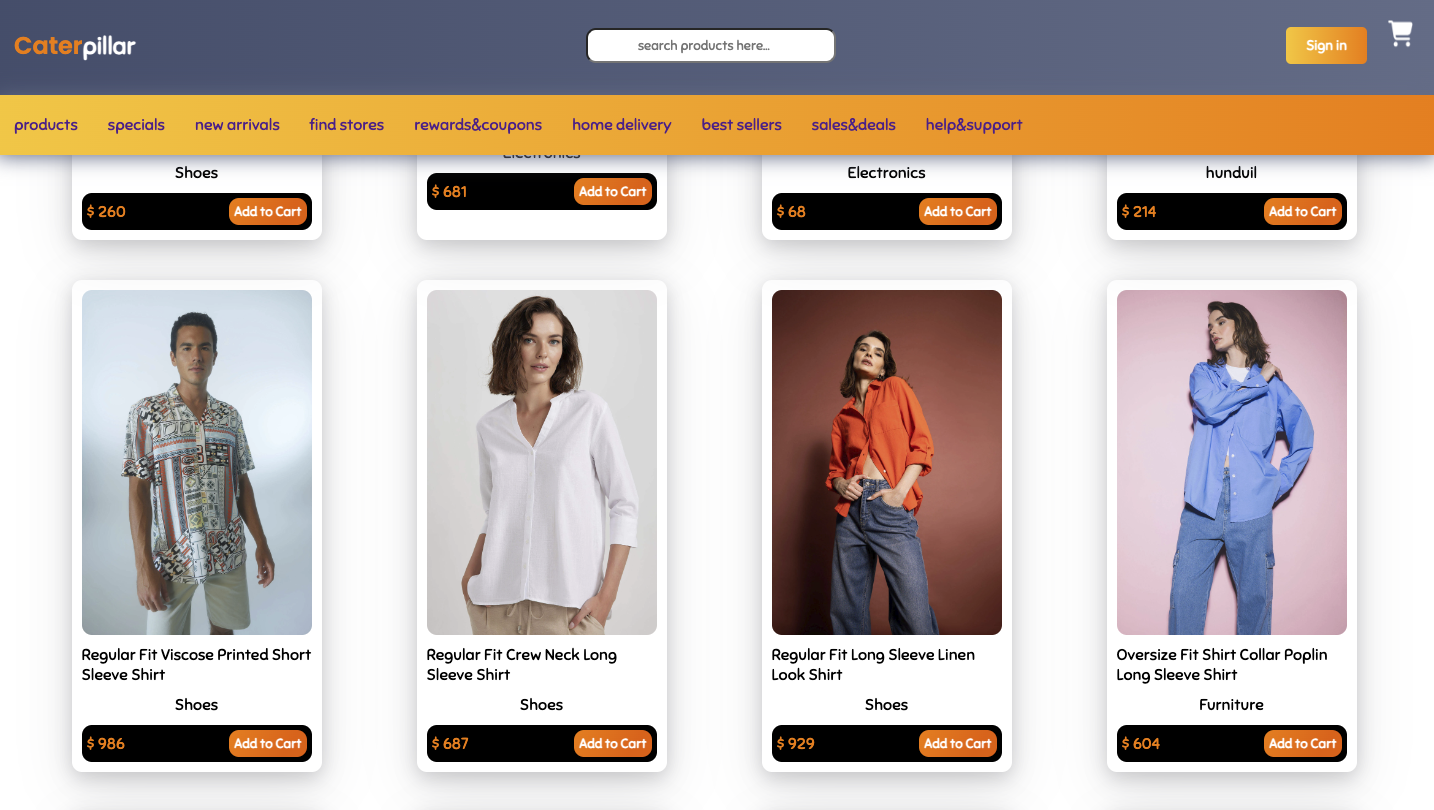 Caterpillar
search products here...
Sign in
products specials new arrivals find stores rewards&coupons home delivery best sellers sales&deals help&support
Electronics
Shoes Electronics hunduil
$ 681 Add to Cart
$ 260 Add to Cart $ 68 Add to Cart $ 214 Add to Cart
Regular Fit Viscose Printed Short
Sleeve Shirt
Shoes
$ 986 Add to Cart
Regular Fit Crew Neck Long
Sleeve Shirt
Shoes
$ 687 Add to Cart
Regular Fit Long Sleeve Linen
Look Shirt
Shoes
$ 929 Add to Cart
Oversize Fit Shirt Collar Poplin
Long Sleeve Shirt
Furniture
$ 604 Add to Cart